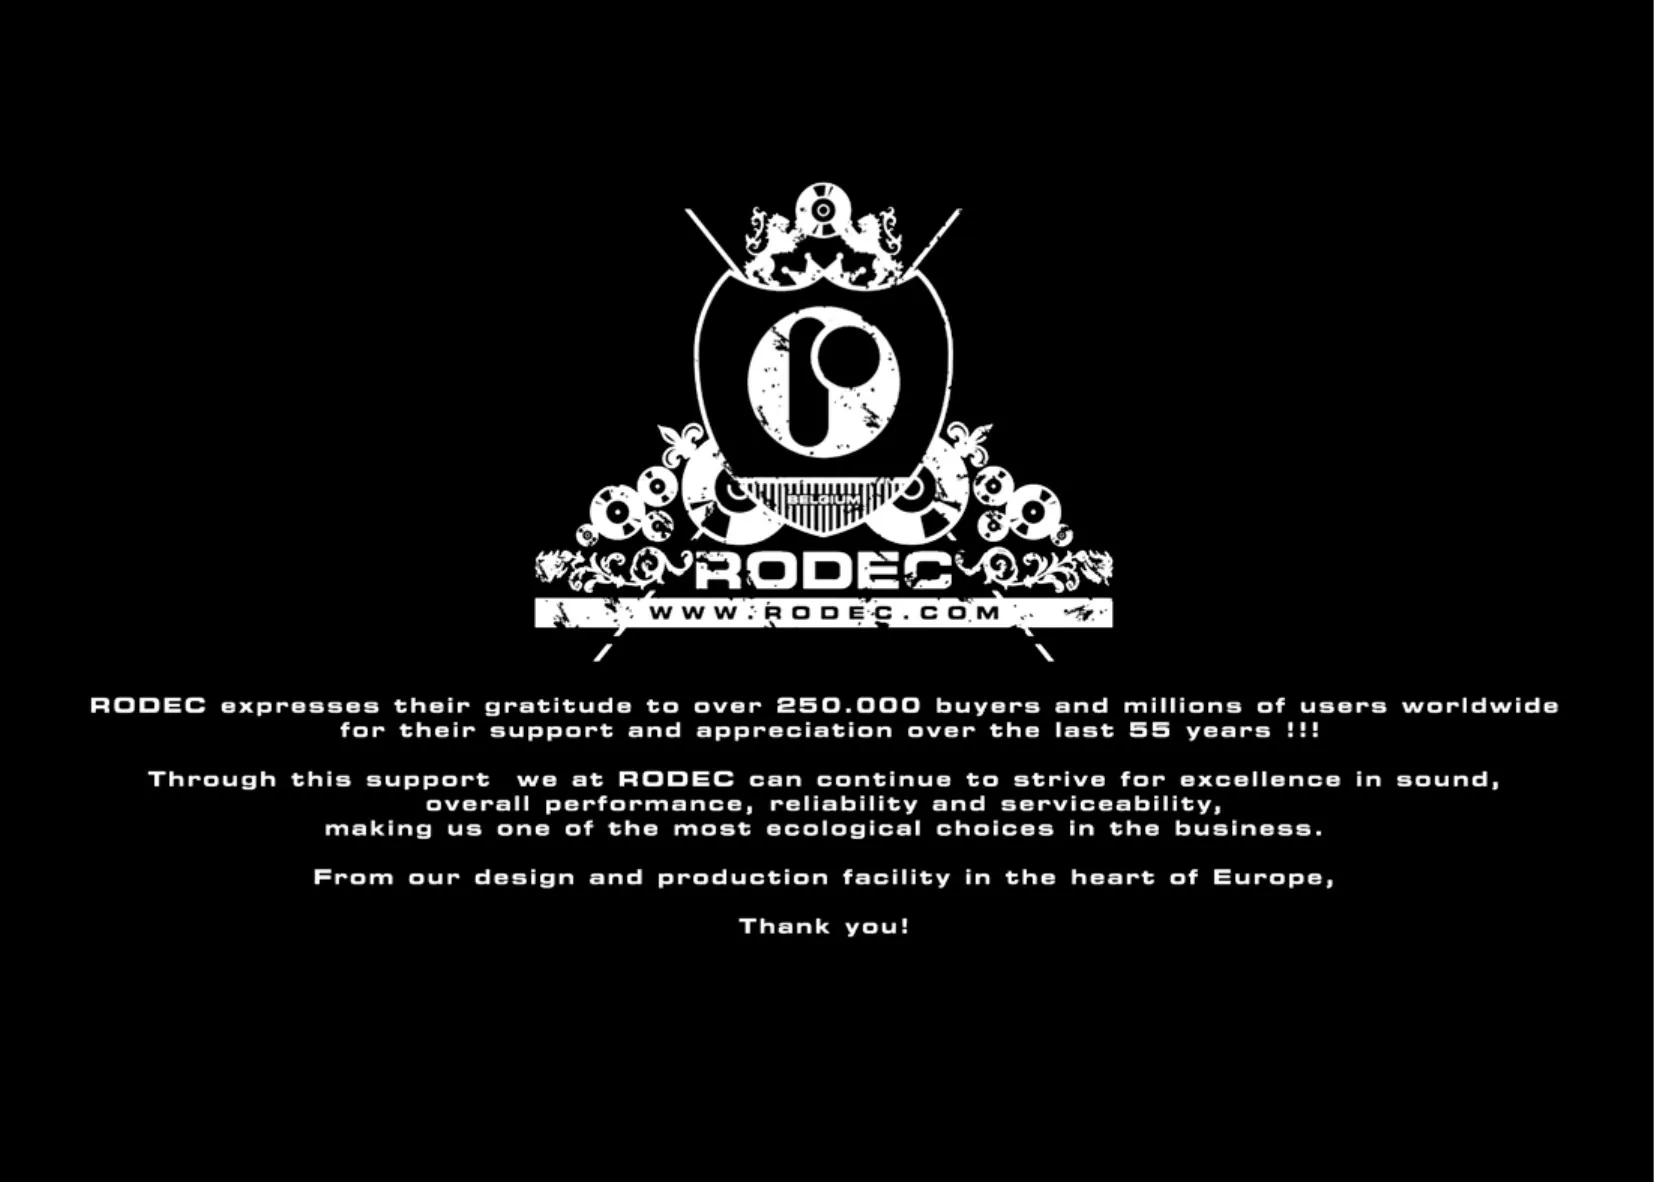 BELGIUM
RODEC
WWW.RODEC.COM
RODEC expresses their gratitude to over 250.000 buyers and millions of users worldwide
for their support and appreciation over the last 55 years !!!
Through this support  we at RODEC can continue to strive for excellence in sound,
overall performance, reliability and serviceability,
making us one of the most ecological choices in the business.
From our design and production facility in the heart of Europe,
Thank you!